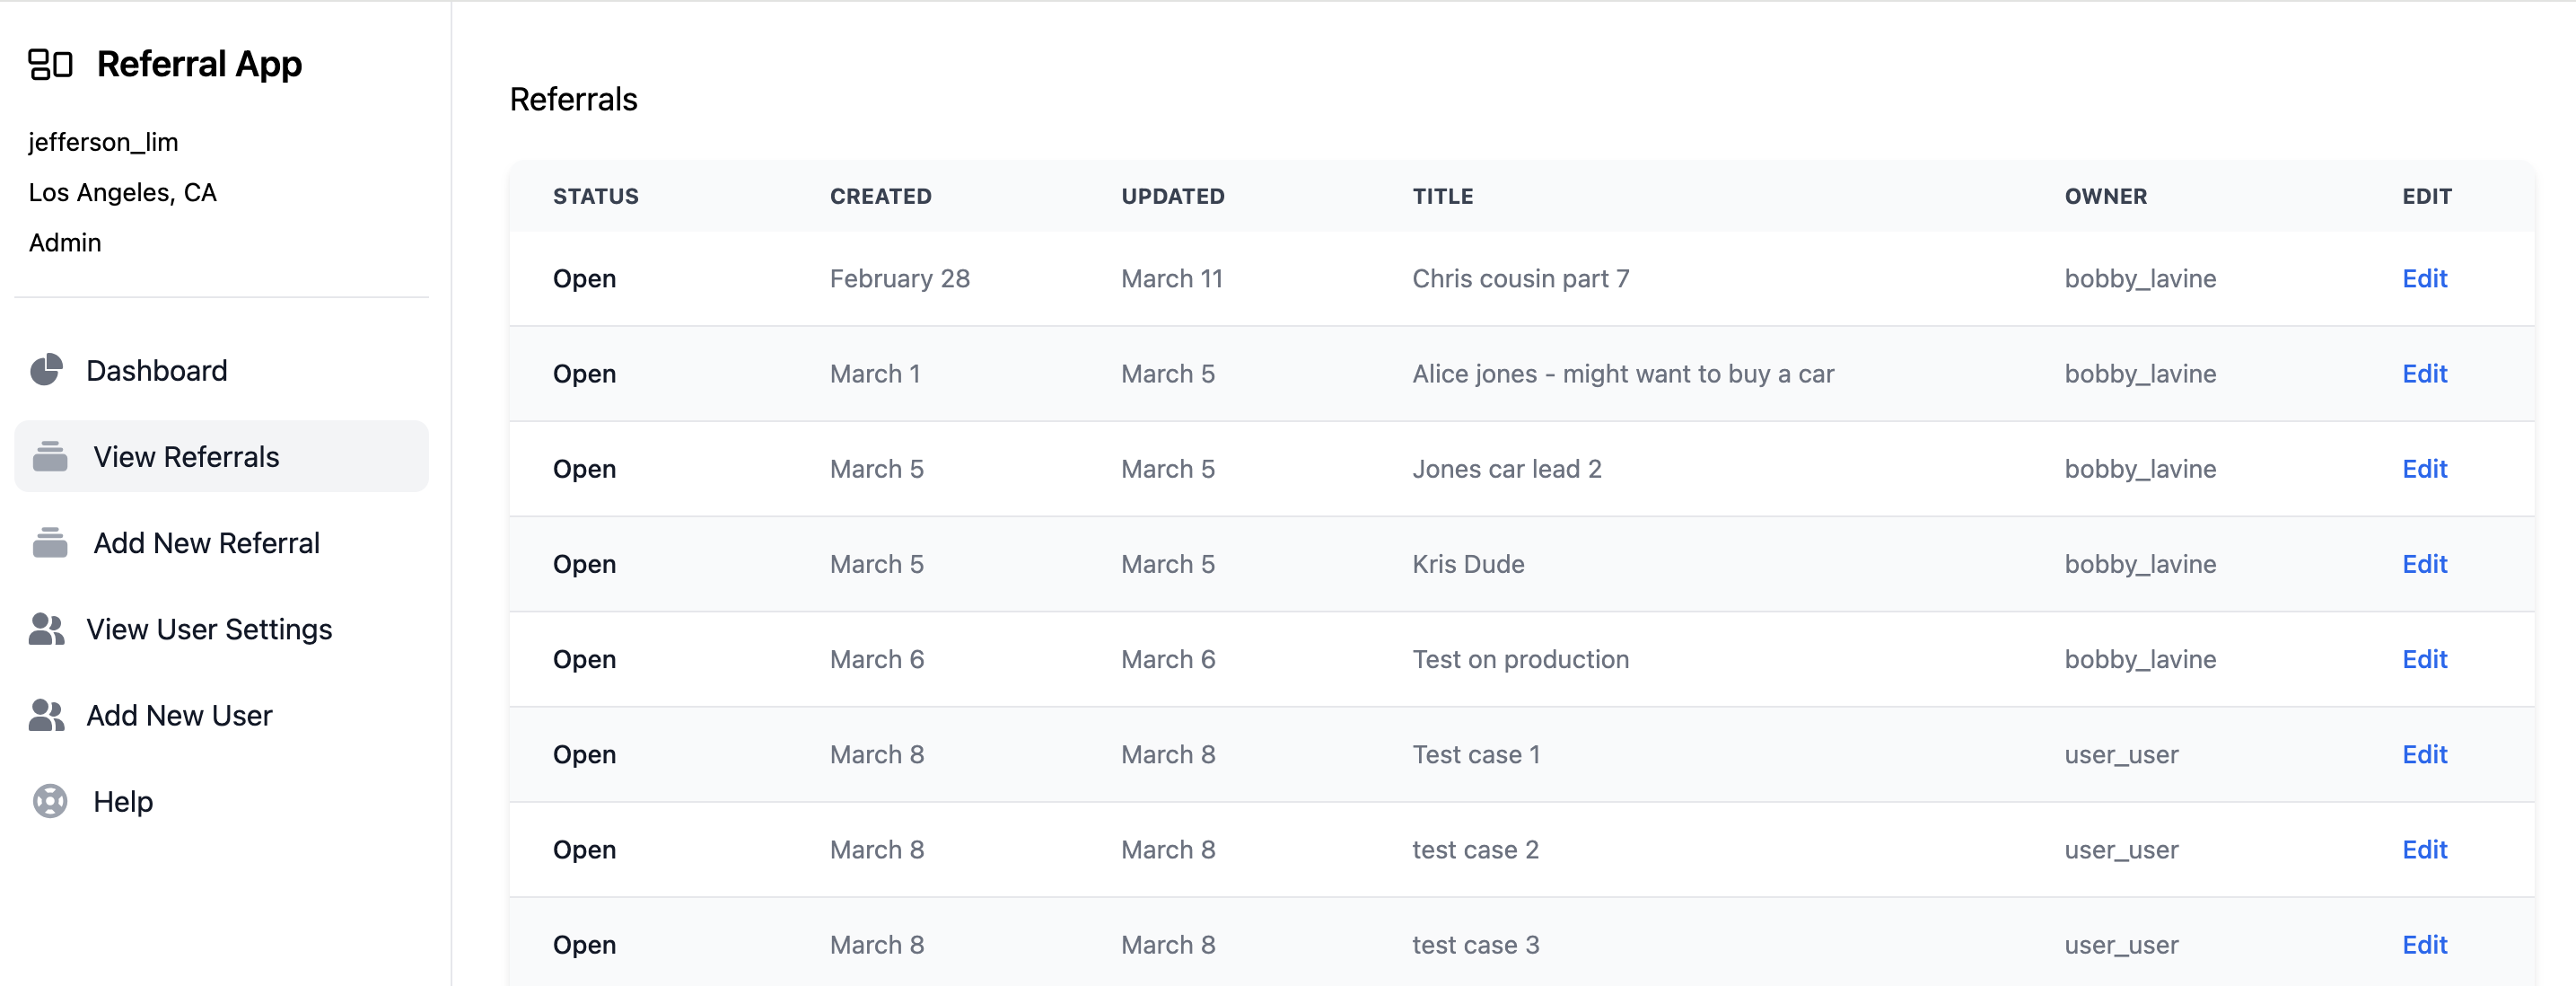 Referral App
jefferson_lim
Los Angeles, CA
Admin
Dashboard
View Referrals
Add New Referral
View User Settings
Add New User
Help
Referrals
STATUS CREATED UPDATED TITLE OWNER EDIT
Open February 28 March 11 Chris cousin part 7 bobby_lavine Edit
Open March 1 March 5 Alice jones - might want to buy a car bobby_lavine Edit
Open March 5 March 5 Jones car lead 2 bobby_lavine Edit
Open March 5 March 5 Kris Dude bobby_lavine Edit
Open March 6 March 6 Test on production bobby_lavine Edit
Open March 8 March 8 Test case 1 user_user Edit
Open March 8 March 8 test case 2 user_user Edit
Open March 8 March 8 test case 3 user_user Edit